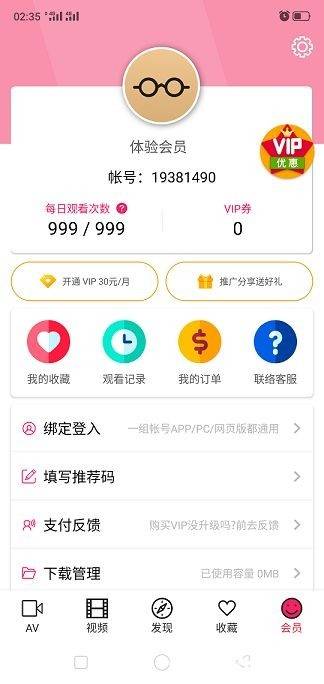 02:35 4G 4G
体验会员
VIP
优惠
帐号：19381490
每日观看次数 ? VIP券
999 / 999 0
开通 VIP 30元/月 推广分享送好礼
我的收藏 观看记录 我的订单 联络客服
绑定登入 一组帐号APP/PC/网页版都通用
填写推荐码
支付反馈 购买VIP没升级吗?前去反馈
下载管理 已使用容量 0MB
AV 视频 发现 收藏 会员